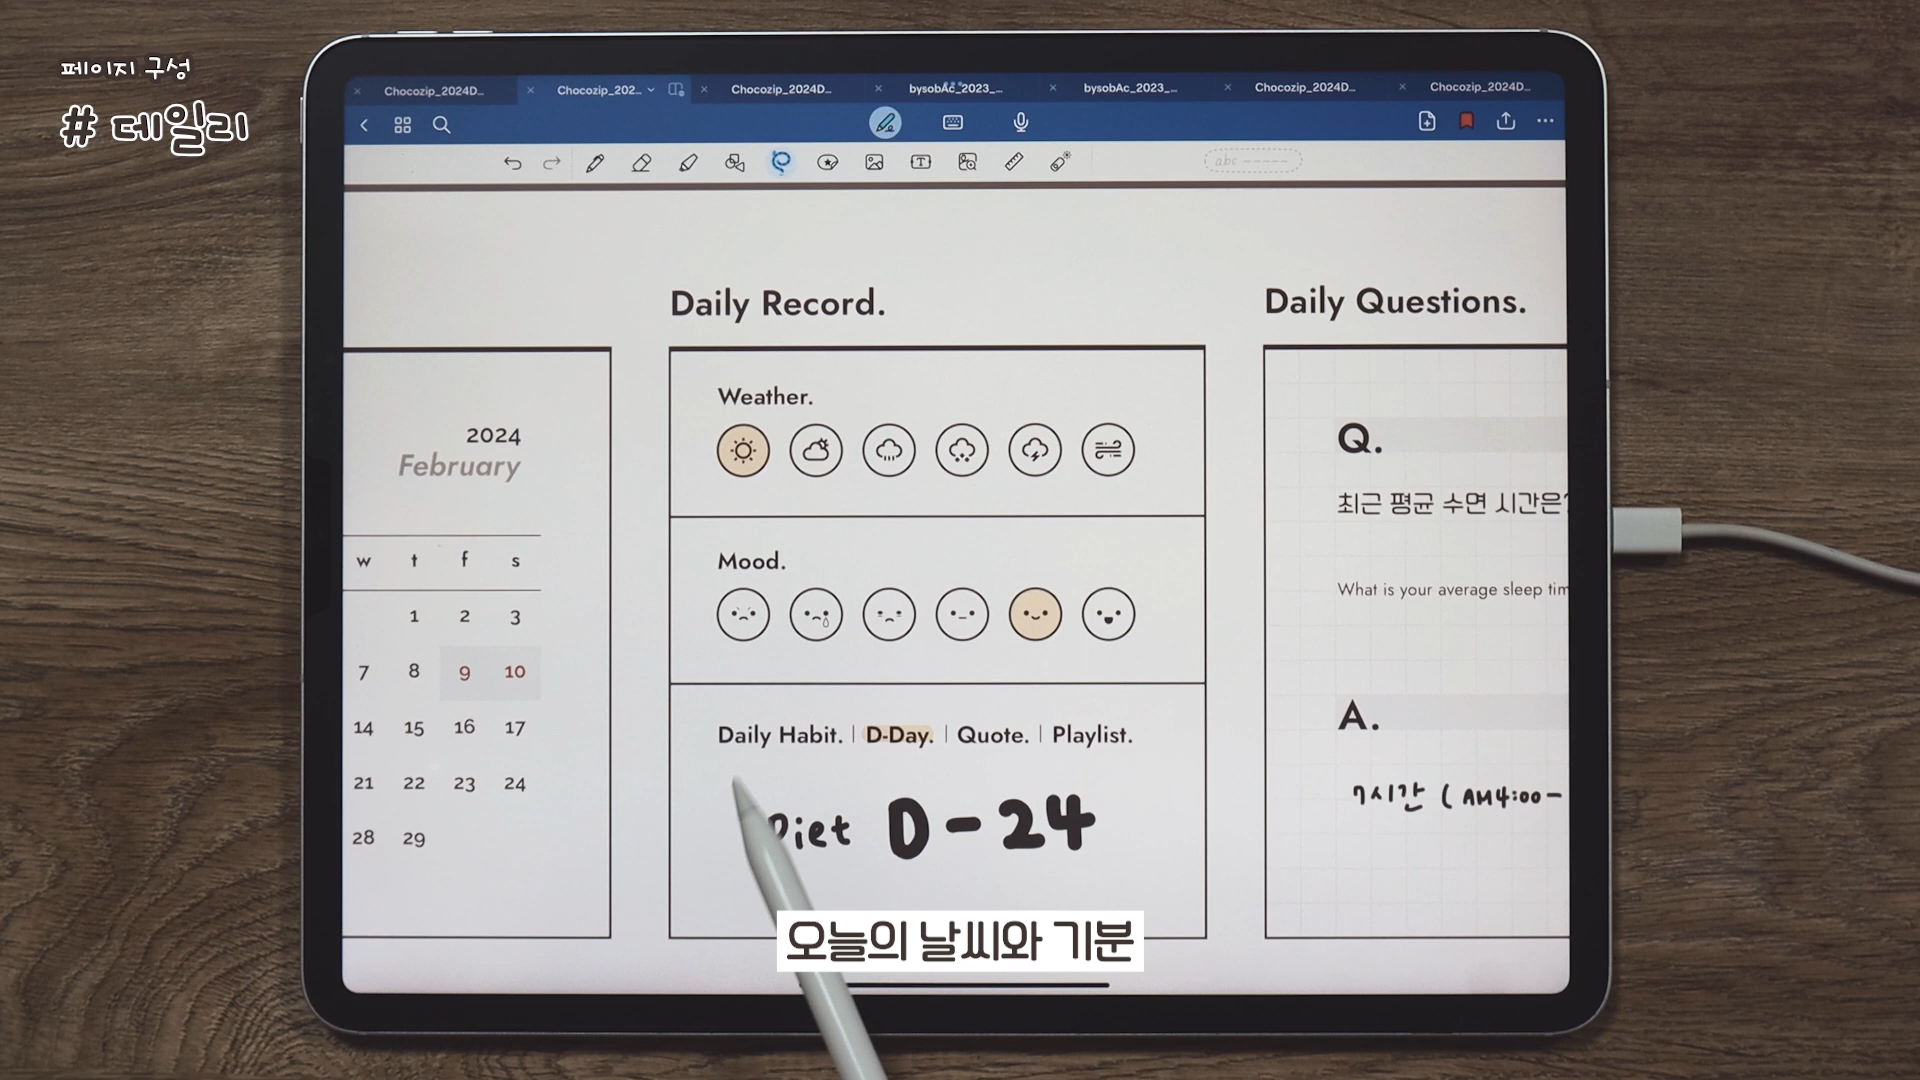 페이지 구성
# 데일리
Chocozip_2024D...
Chocozip_202...
Chocozip_2024D...
bysobAc_2023_...
bysobAc_2023_...
Chocozip_2024D...
Chocozip_2024D...
abc
2024
February
w t f s
1 2 3
7 8 9 10
14 15 16 17
21 22 23 24
28 29
Daily Record.
Weather.
Mood.
Daily Habit. | D-Day. | Quote. | Playlist.
Diet D-24
Daily Questions.
Q.
최근 평균 수면 시간은?
What is your average sleep tim
A.
7시간 (AM4:00-
오늘의 날씨와 기분